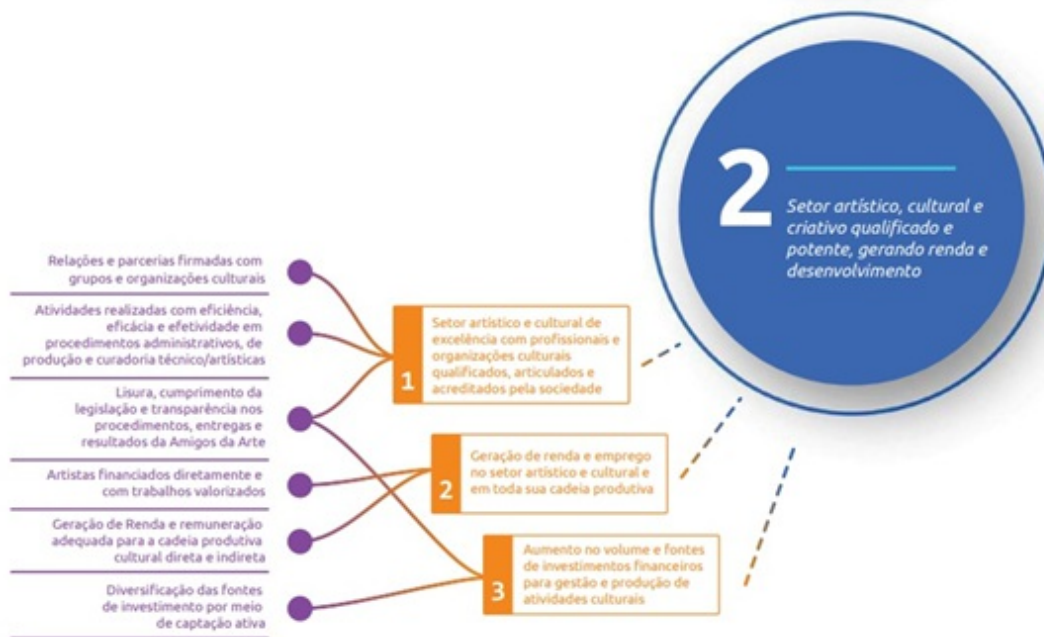 2
Setor artístico, cultural e
criativo qualificado e
potente, gerando renda e
desenvolvimento
Relações e parcerias firmadas com
grupos e organizações culturais
Atividades realizadas com eficiência,
eficácia e efetividade em
procedimentos administrativos, de
produção e curadoria técnico/artísticas
Lisura, cumprimento da
legislação e transparência nos
procedimentos, entregas e
resultados da Amigos da Arte
Artistas financiados diretamente e
com trabalhos valorizados
Geração de Renda e remuneração
adequada para a cadeia produtiva
cultural direta e indireta
Diversificação das fontes
de investimento por meio
de captação ativa
1
Setor artístico e cultural de
excelência com profissionais e
organizações culturais
qualificados, articulados e
acreditados pela sociedade
2
Geração de renda e emprego
no setor artístico e cultural e
em toda sua cadeia produtiva
3
Aumento no volume e fontes
de investimentos financeiros
para gestão e produção de
atividades culturais